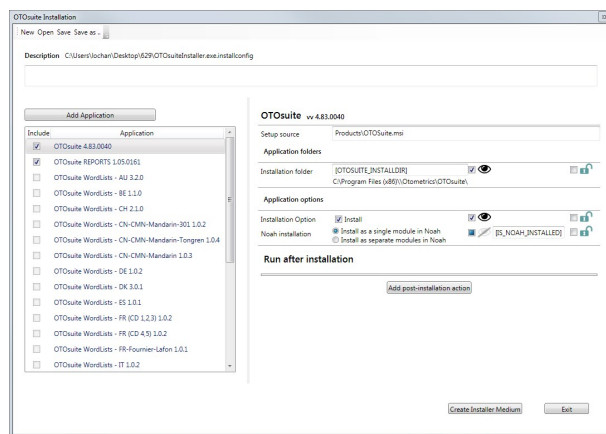 OTOsuite Installation
New Open Save Save as
Description C:\Users\lochan\Desktop\629\OTOsuiteInstaller.exe.installconfig
Add Application
Include Application
OTOsuite 4.83.0040
OTOsuite REPORTS 1.05.0161
OTOsuite WordLists - AU 3.2.0
OTOsuite WordLists - BE 1.1.0
OTOsuite WordLists - CH 2.1.0
OTOsuite WordLists - CN-CMN-Mandarin-301 1.0.2
OTOsuite WordLists - CN-CMN-Mandarin-Tongren 1.0.4
OTOsuite WordLists - CN-CMN-Mandarin 1.0.3
OTOsuite WordLists - DE 1.0.2
OTOsuite WordLists - DK 3.0.1
OTOsuite WordLists - ES 1.0.1
OTOsuite WordLists - FR (CD 1,2,3) 1.0.2
OTOsuite WordLists - FR (CD 4,5) 1.0.2
OTOsuite WordLists - FR-Fournier-Lafon 1.0.1
OTOsuite WordLists - IT 1.0.2
OTOsuite vv 4.83.0040
Setup source Products\OTOSuite.msi
Application folders
Installation folder [OTOSUITE_INSTALLDIR]
C:\Program Files (x86)\\Otometrics\OTOsuite\
Application options
Installation Option Install
Noah installation Install as a single module in Noah [IS_NOAH_INSTALLED]
Install as separate modules in Noah
Run after installation
Add post-installation action
Create Installer Medium Exit